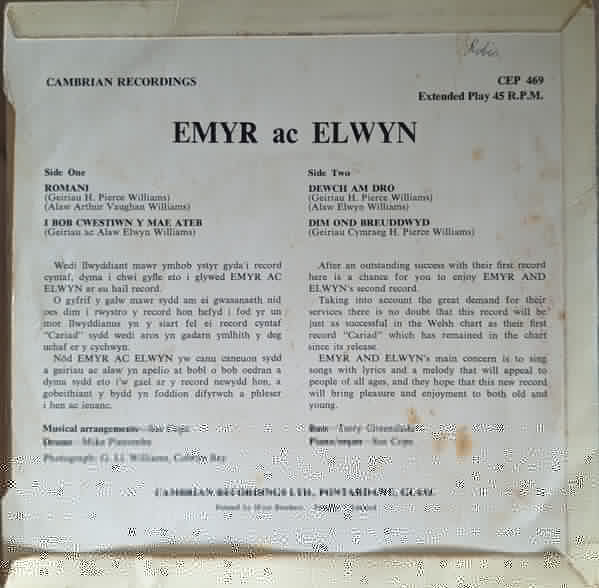 Robin
CAMBRIAN RECORDINGS
CEP 469
Extended Play 45 R.P.M.
EMYR ac ELWYN
Side One
ROMANI
(Geiriau H. Pierce Williams)
(Alaw Arthur Vaughan Williams)
I BOB CWESTIWN Y MAE ATEB
(Geiriau ac Alaw Elwyn Williams)
Side Two
DEWCH AM DRO
(Geiriau H. Pierce Williams)
(Alaw Elwyn Williams)
DIM OND BREUDDWYD
(Geiriau Cymraeg H. Pierce Williams)
Wedi llwyddiant mawr ymhob ystyr gyda'i record
cyntaf, dyma i chwi gyfle eto i glywed EMYR AC
ELWYN ar eu hail record.
O gyfrif y galw mawr sydd am ei gwasanaeth nid
oes dim i rwystro y record hon hefyd i fod yr un
mor llwyddianus yn y siart fel ei record cyntaf
"Cariad" sydd wedi aros yn gadarn ymlhith y deg
uchaf er y cychwyn.
Nôd EMYR AC ELWYN yw canu caneuon sydd
a geiriau ac alaw yn apelio at bobl o bob oedran a
dyma sydd eto i'w gael ar y record newydd hon, a
gobeithiant y bydd yn foddion difyrwch a phleser
i hen ac ieuanc.
After an outstanding success with their first record
here is a chance for you to enjoy EMYR AND
ELWYN's second record.
Taking into account the great demand for their
services there is no doubt that this record will be
just as successful in the Welsh chart as their first
record "Cariad" which has remained in the chart
since its release.
EMYR AND ELWYN's main concern is to sing
songs with lyrics and a melody that will appeal to
people of all ages, and they hope that this new record
will bring pleasure and enjoyment to both old and
young.
Musical arrangements
Drums Mike
Photograph: G. Ll. Williams, Colwyn Bay
Bass
Piano/organ
CAMBRIAN RECORDINGS LTD., PONTARDAWE, GLAM.
Printed by